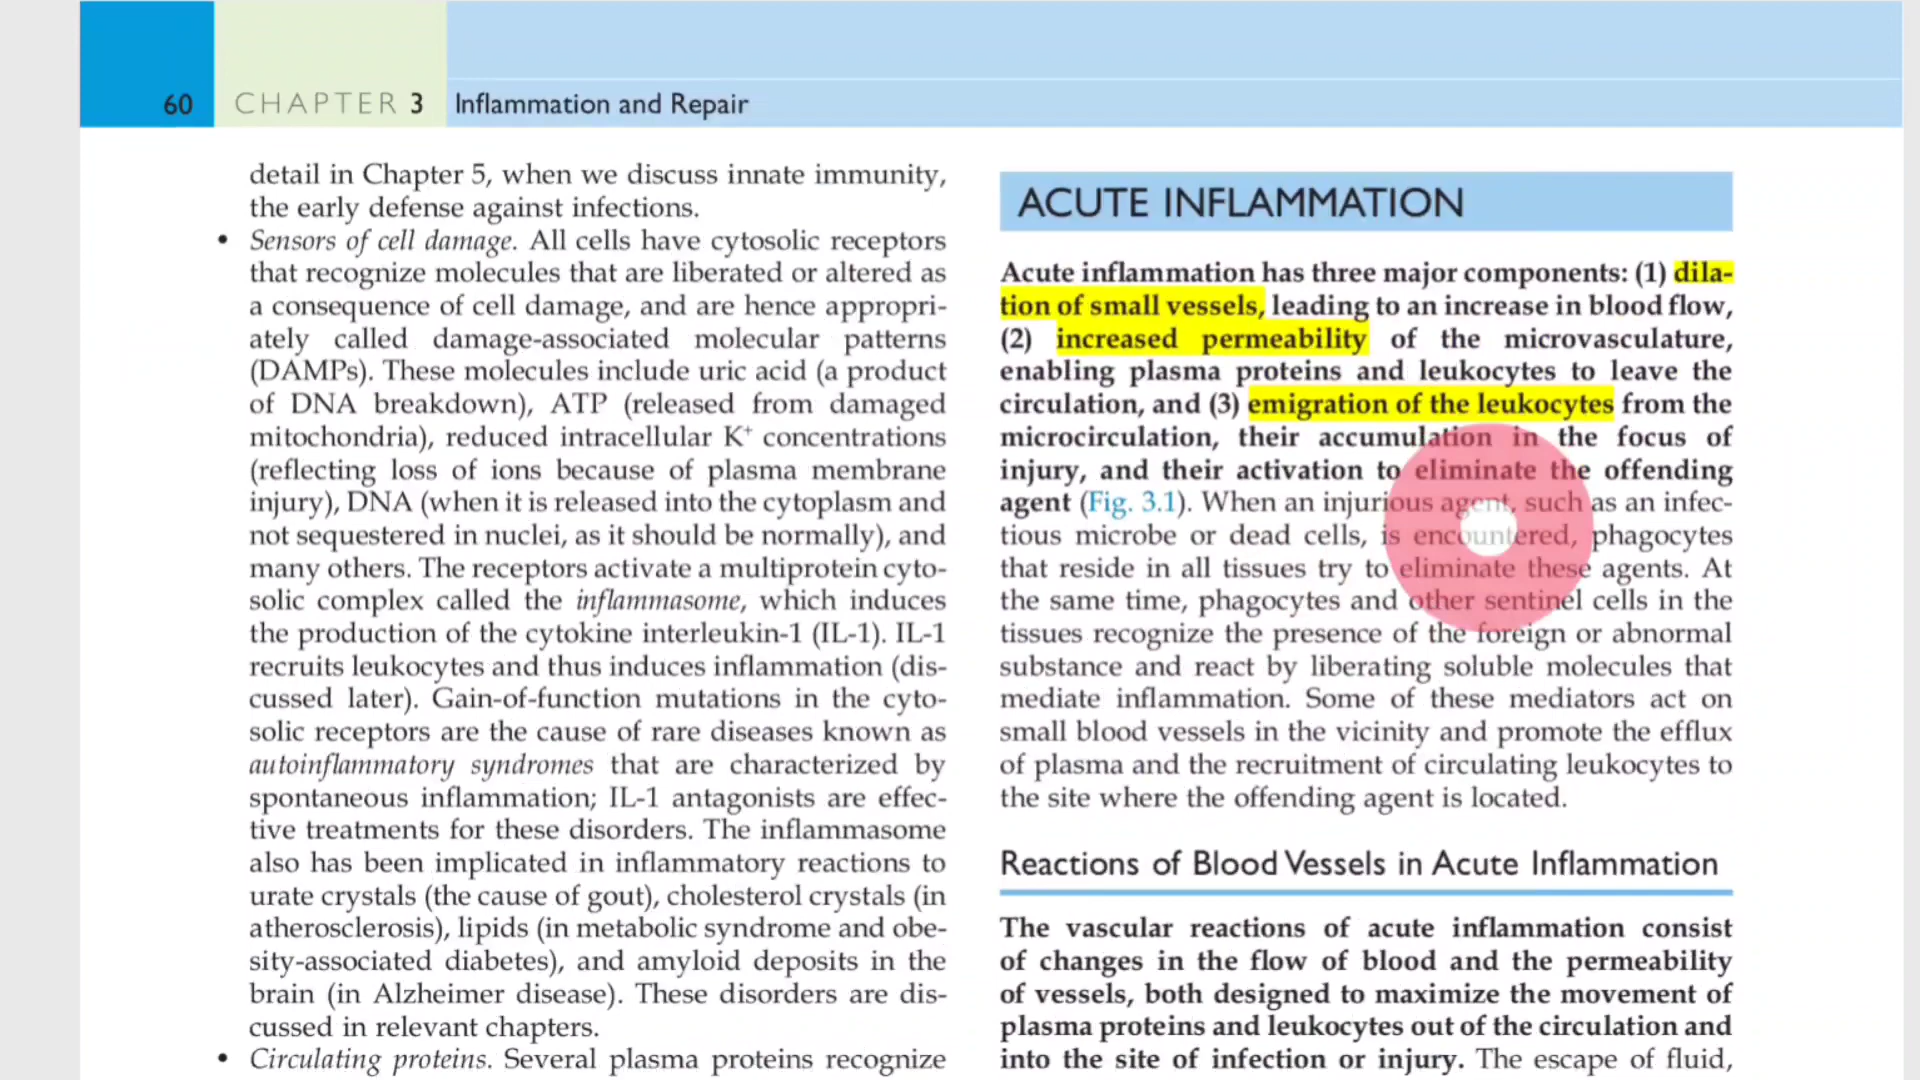 60 CHAPTER 3 Inflammation and Repair
detail in Chapter 5, when we discuss innate immunity,
the early defense against infections.
• Sensors of cell damage. All cells have cytosolic receptors
that recognize molecules that are liberated or altered as
a consequence of cell damage, and are hence appropri-
ately called damage-associated molecular patterns
(DAMPs). These molecules include uric acid (a product
of DNA breakdown), ATP (released from damaged
mitochondria), reduced intracellular K⁺ concentrations
(reflecting loss of ions because of plasma membrane
injury), DNA (when it is released into the cytoplasm and
not sequestered in nuclei, as it should be normally), and
many others. The receptors activate a multiprotein cyto-
solic complex called the inflammasome, which induces
the production of the cytokine interleukin-1 (IL-1). IL-1
recruits leukocytes and thus induces inflammation (dis-
cussed later). Gain-of-function mutations in the cyto-
solic receptors are the cause of rare diseases known as
autoinflammatory syndromes that are characterized by
spontaneous inflammation; IL-1 antagonists are effec-
tive treatments for these disorders. The inflammasome
also has been implicated in inflammatory reactions to
urate crystals (the cause of gout), cholesterol crystals (in
atherosclerosis), lipids (in metabolic syndrome and obe-
sity-associated diabetes), and amyloid deposits in the
brain (in Alzheimer disease). These disorders are dis-
cussed in relevant chapters.
• Circulating proteins. Several plasma proteins recognize
ACUTE INFLAMMATION
Acute inflammation has three major components: (1) dila-
tion of small vessels, leading to an increase in blood flow,
(2) increased permeability of the microvasculature,
enabling plasma proteins and leukocytes to leave the
circulation, and (3) emigration of the leukocytes from the
microcirculation, their accumulation in the focus of
injury, and their activation to eliminate the offending
agent (Fig. 3.1). When an injurious agent, such as an infec-
tious microbe or dead cells, is encountered, phagocytes
that reside in all tissues try to eliminate these agents. At
the same time, phagocytes and other sentinel cells in the
tissues recognize the presence of the foreign or abnormal
substance and react by liberating soluble molecules that
mediate inflammation. Some of these mediators act on
small blood vessels in the vicinity and promote the efflux
of plasma and the recruitment of circulating leukocytes to
the site where the offending agent is located.
Reactions of Blood Vessels in Acute Inflammation
The vascular reactions of acute inflammation consist
of changes in the flow of blood and the permeability
of vessels, both designed to maximize the movement of
plasma proteins and leukocytes out of the circulation and
into the site of infection or injury. The escape of fluid,